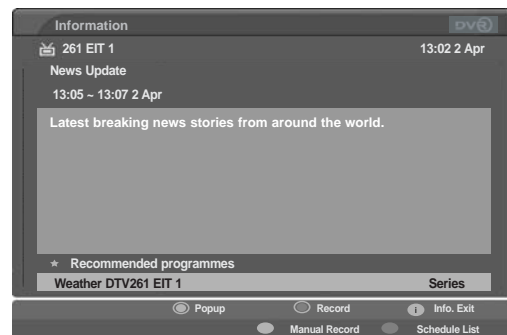 Information DVR
261 EIT 1 13:02 2 Apr
News Update
13:05 ~ 13:07 2 Apr
Latest breaking news stories from around the world.
★ Recommended programmes
Weather DTV261 EIT 1 Series
Popup Record i Info. Exit
Manual Record Schedule List